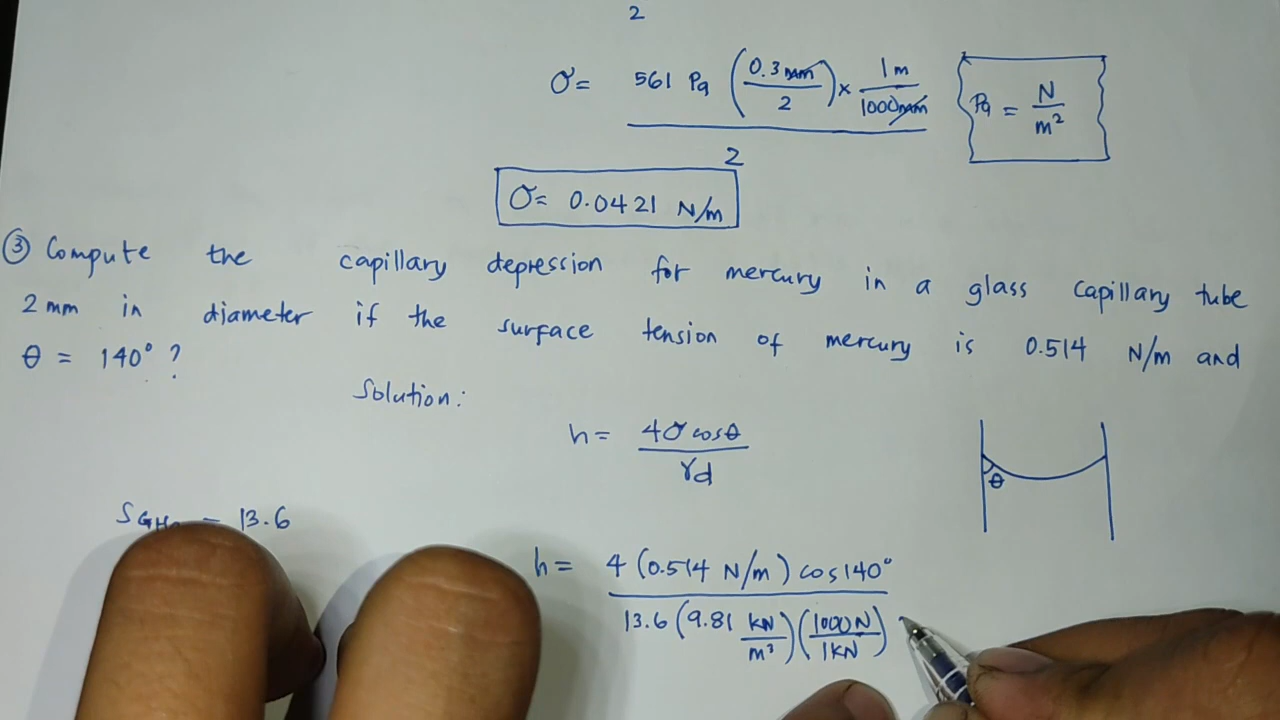 2
σ = 561 Pa (0.3 mm / 2) x 1 m / 1000 mm
Pa = N / m²
2
σ = 0.0421 N/m
③ Compute the capillary depression for mercury in a glass capillary tube
2 mm in diameter if the surface tension of mercury is 0.514 N/m and
θ = 140° ?
Solution:
h = 4σ cosθ / γd
θ
= 13.6
h = 4 (0.514 N/m) cos 140° / 13.6 (9.81 kN / m³) (1000 N / 1 kN)